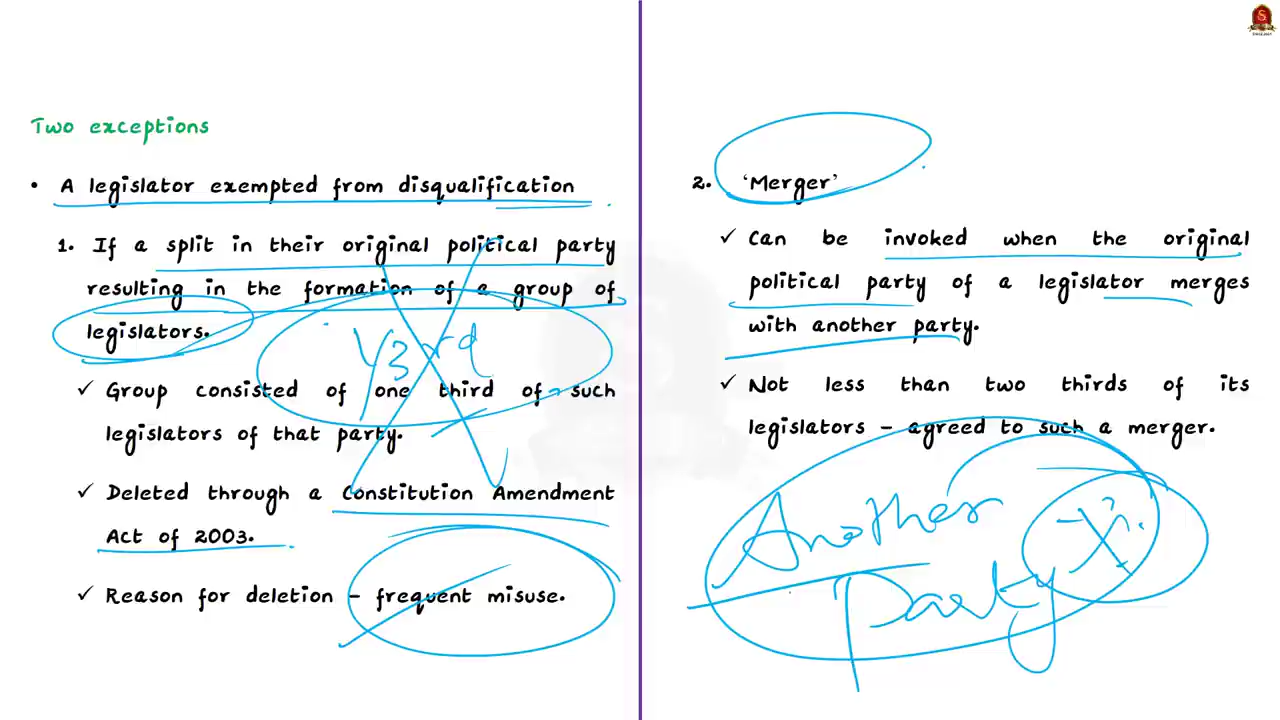 Two exceptions
• A legislator exempted from disqualification
1. If a split in their original political party
resulting in the formation of a group of
legislators.
1/3rd
✓ Group consisted of one third of such
legislators of that party.
✓ Deleted through a Constitution Amendment
Act of 2003.
✓ Reason for deletion - frequent misuse.
2. 'Merger'
✓ Can be invoked when the original
political party of a legislator merges
with another party.
✓ Not less than two thirds of its
legislators - agreed to such a merger.
Another
Party